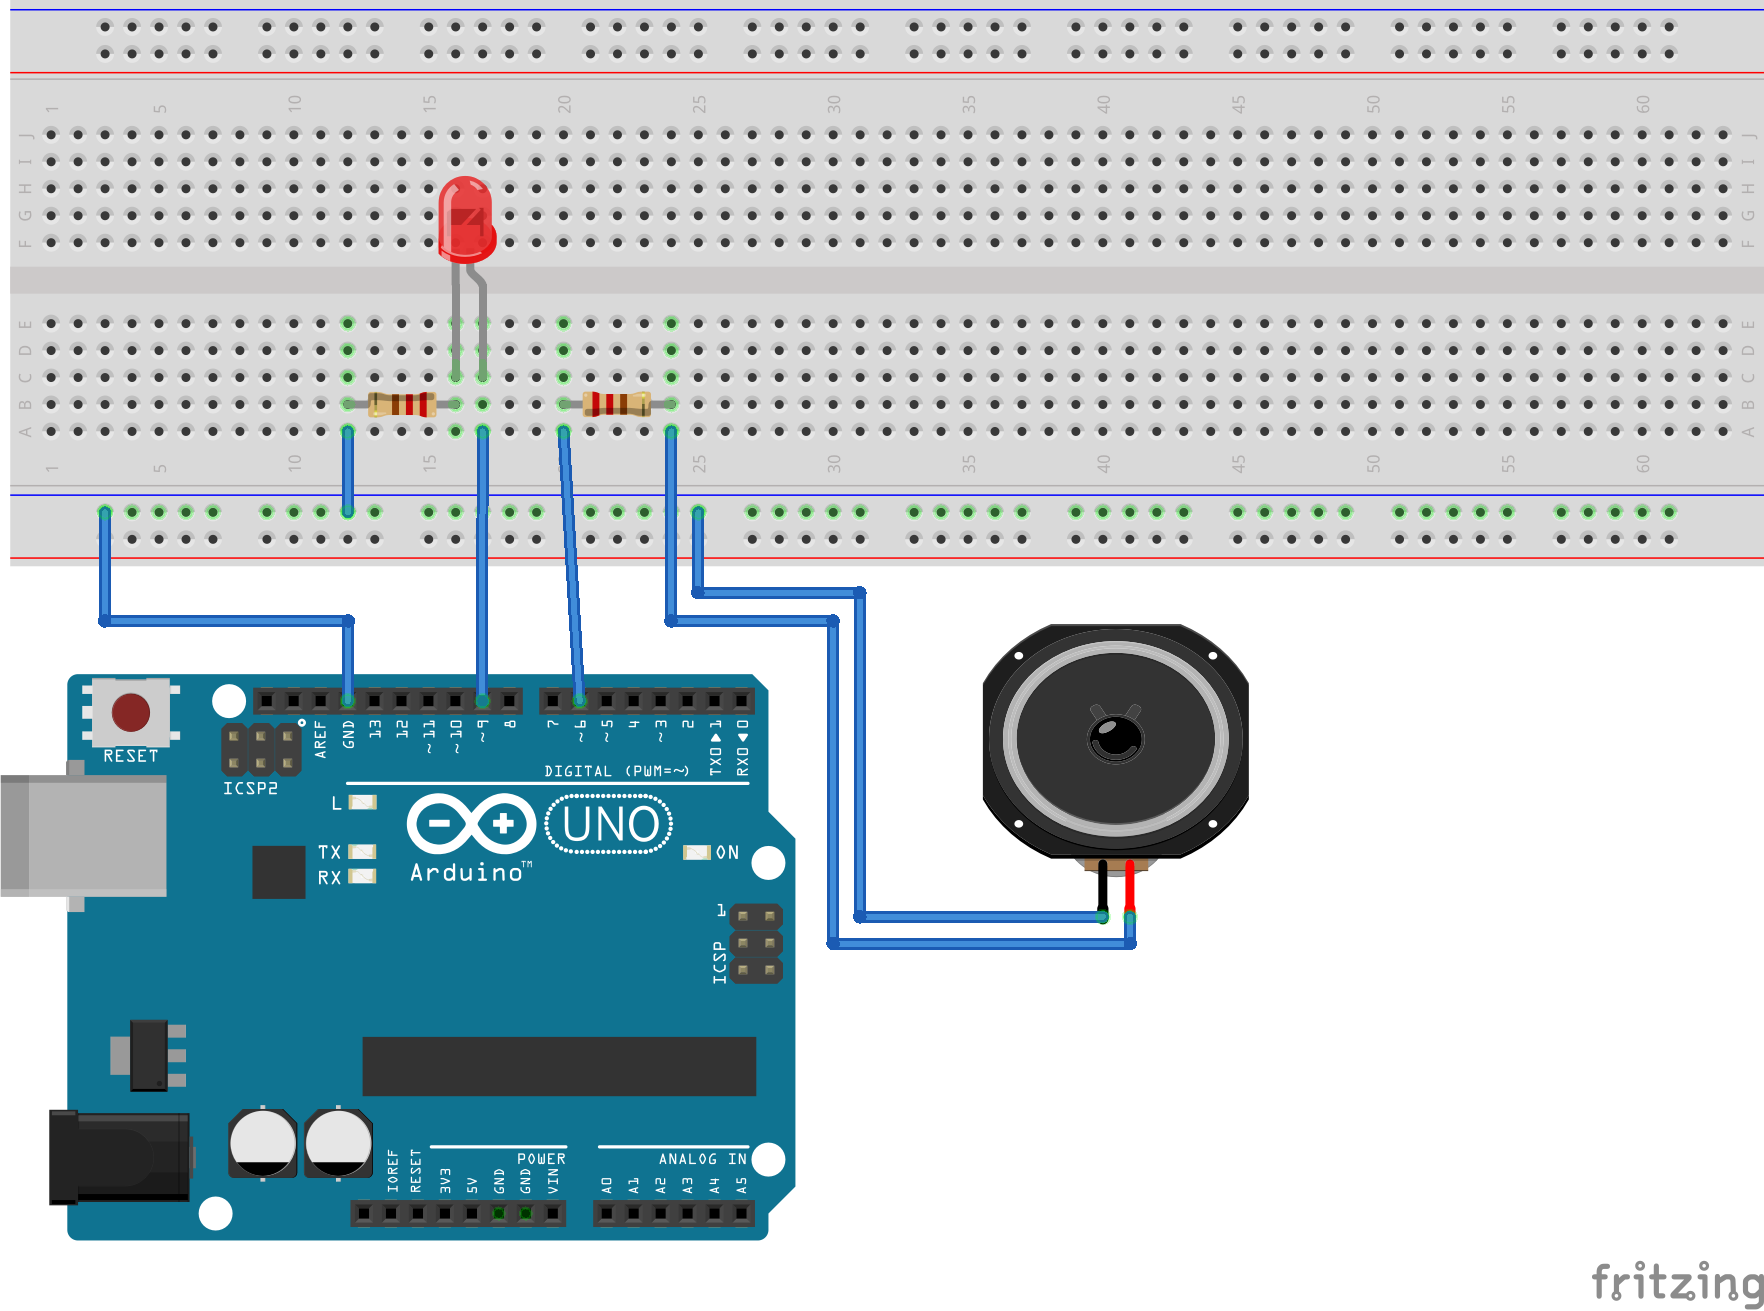 1 5 10 15 20 25 30 35 40 45 50 55 60
J J
I I
H H
G G
F F
E E
D D
C C
B B
A A
1 5 10 15 25 30 35 40 45 50 55 60
RESET
ICSP2
AREF
GND
13
12
~11
~10
~9
8
7
~6
~5
4
~3
2
TX0▶1
RX0◀0
DIGITAL (PWM=~)
L
TX
RX
UNO
ON
Arduino™
1
ICSP
POWER
ANALOG IN
IOREF
RESET
3V3
5V
GND
GND
VIN
A0
A1
A2
A3
A4
A5
fritzing